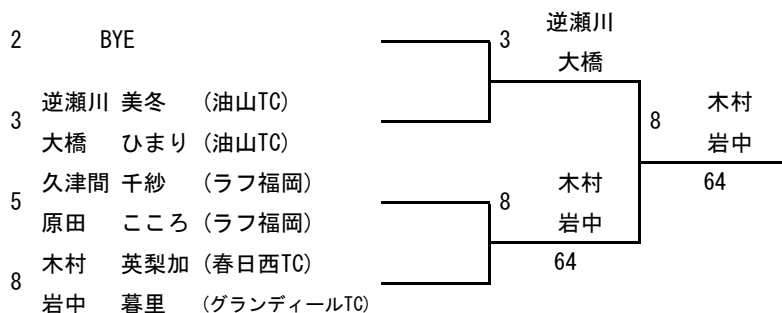 2 BYE
3 逆瀬川 美冬 (油山TC)
大橋 ひまり (油山TC)
5 久津間 千紗 (ラフ福岡)
原田 こころ (ラフ福岡)
8 木村 英梨加 (春日西TC)
岩中 暮里 (グランディールTC)
3 逆瀬川
大橋
8 木村
岩中
64
8 木村
岩中
64